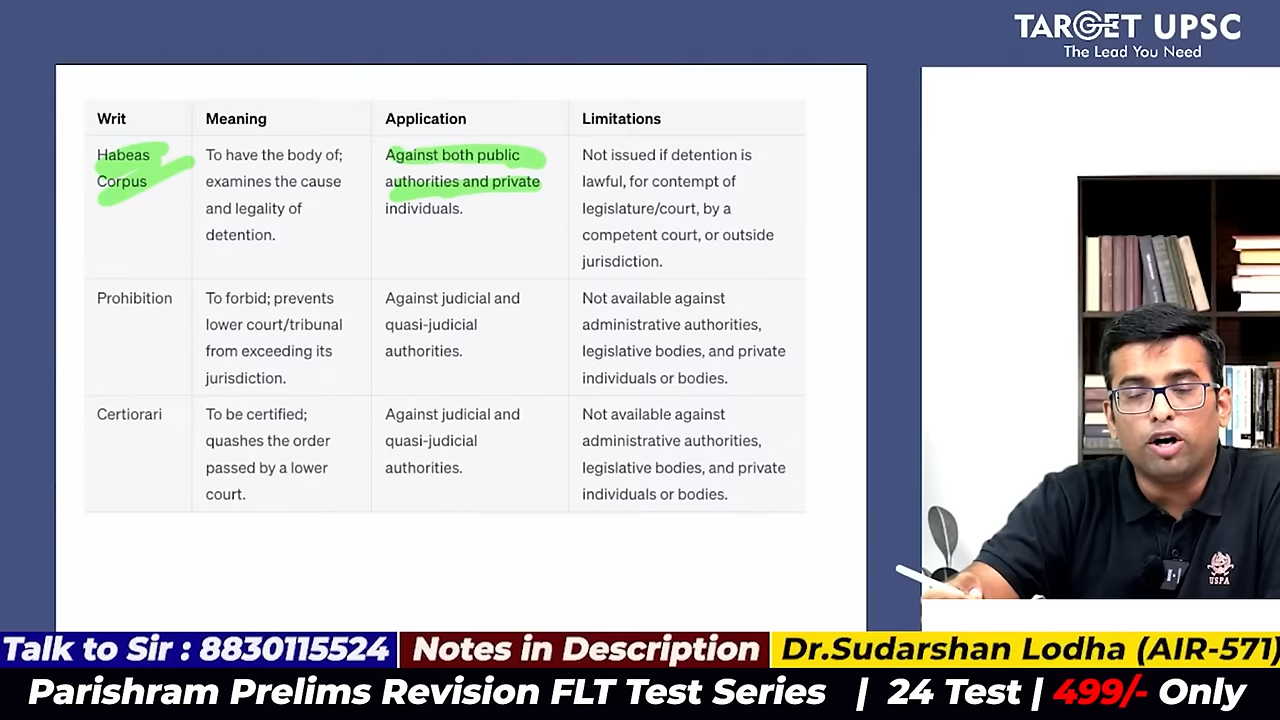 TARGET UPSC
The Lead You Need
Writ Meaning Application Limitations
Habeas To have the body of; Against both public Not issued if detention is
Corpus examines the cause authorities and private lawful, for contempt of
and legality of individuals. legislature/court, by a
detention. competent court, or outside
jurisdiction.
Prohibition To forbid; prevents Against judicial and Not available against
lower court/tribunal quasi-judicial administrative authorities,
from exceeding its authorities. legislative bodies, and private
jurisdiction. individuals or bodies.
Certiorari To be certified; Against judicial and Not available against
quashes the order quasi-judicial administrative authorities,
passed by a lower authorities. legislative bodies, and private
court. individuals or bodies.
USPA
Talk to Sir : 8830115524 Notes in Description Dr.Sudarshan Lodha (AIR-571)
Parishram Prelims Revision FLT Test Series | 24 Test | 499/- Only